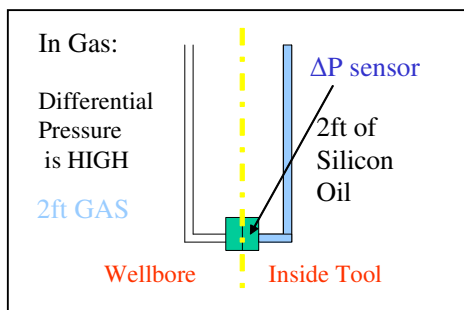 In Gas:
Differential
Pressure
is HIGH
2ft GAS
ΔP sensor
2ft of
Silicon
Oil
Wellbore
Inside Tool